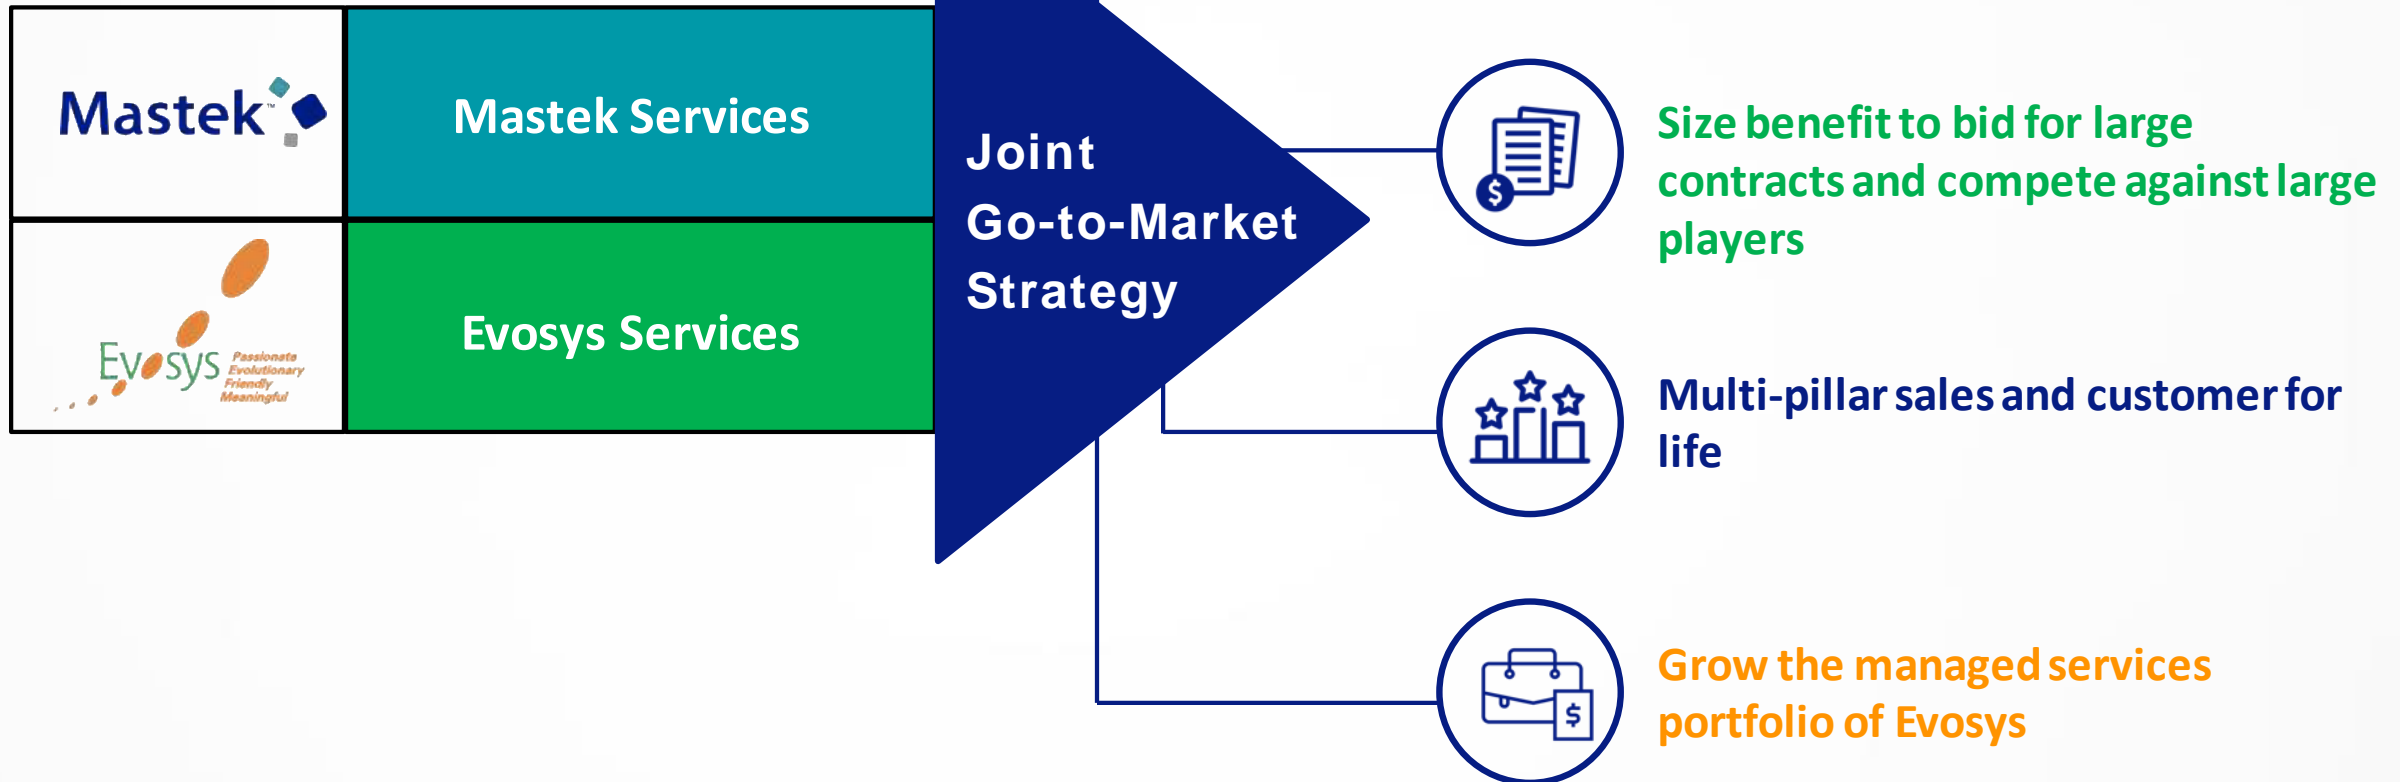 Mastek™
Mastek Services
Evosys
Passionate
Evolutionary
Friendly
Meaningful
Evosys Services
Joint
Go-to-Market
Strategy
$
Size benefit to bid for large
contracts and compete against large
players
Multi-pillar sales and customer for
life
$
Grow the managed services
portfolio of Evosys